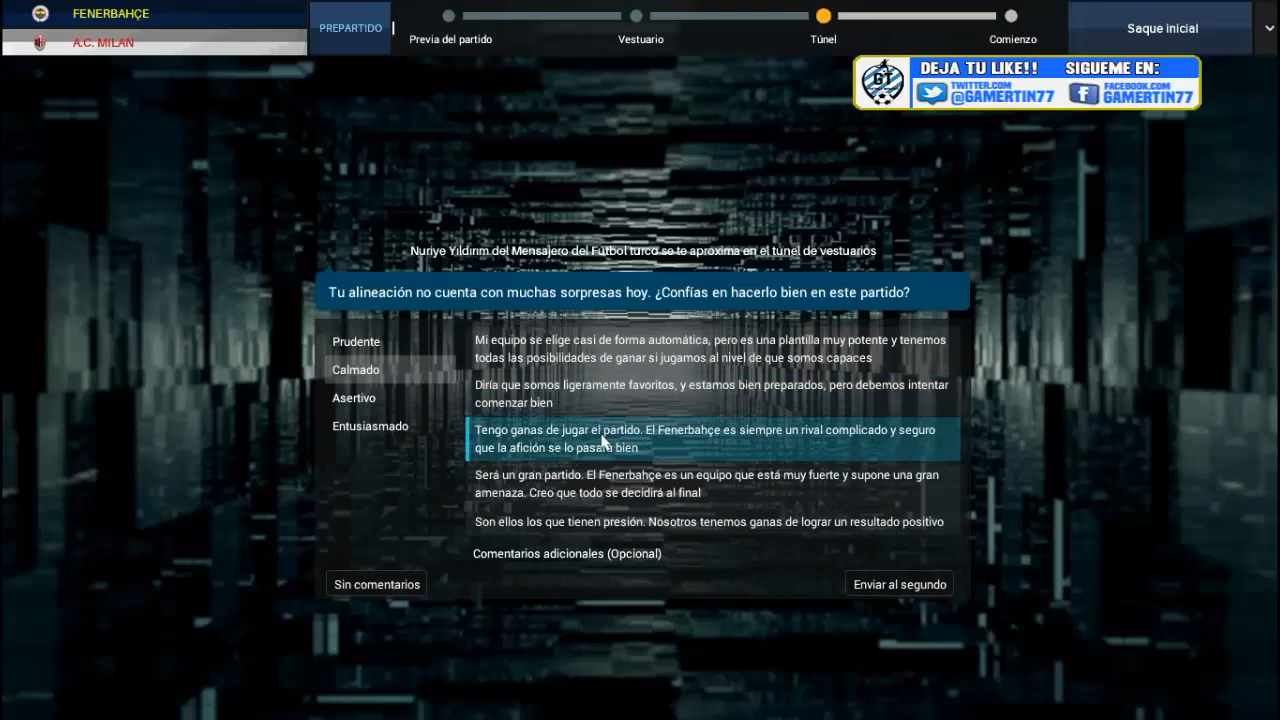 FENERBAHÇE
A.C. MILAN
PREPARTIDO
Previa del partido
Vestuario
Túnel
Comienzo
Saque inicial
GT
DEJA TU LIKE!! SIGUEME EN:
TWITTER.COM
@GAMERTIN77
FACEBOOK.COM
GAMERTIN77
Nuriye Yıldırım del Mensajero del Fútbol turco se te aproxima en el túnel de vestuarios
Tu alineación no cuenta con muchas sorpresas hoy. ¿Confías en hacerlo bien en este partido?
Prudente
Calmado
Asertivo
Entusiasmado
Mi equipo se elige casi de forma automática, pero es una plantilla muy potente y tenemos
todas las posibilidades de ganar si jugamos al nivel de que somos capaces
Diría que somos ligeramente favoritos, y estamos bien preparados, pero debemos intentar
comenzar bien
Tengo ganas de jugar el partido. El Fenerbahçe es siempre un rival complicado y seguro
que la afición se lo pasará bien
Será un gran partido. El Fenerbahçe es un equipo que está muy fuerte y supone una gran
amenaza. Creo que todo se decidirá al final
Son ellos los que tienen presión. Nosotros tenemos ganas de lograr un resultado positivo
Comentarios adicionales (Opcional)
Sin comentarios
Enviar al segundo